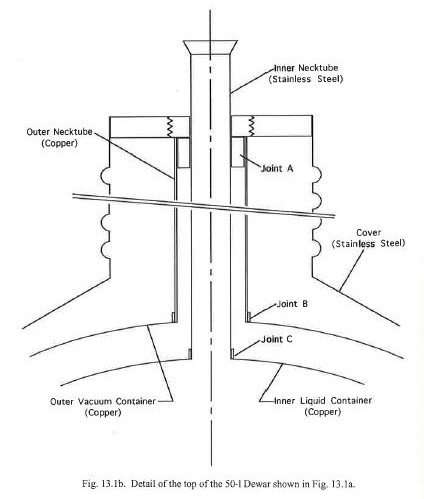 Inner Necktube
(Stainless Steel)
Outer Necktube
(Copper)
Joint A
Cover
(Stainless Steel)
Joint B
Joint C
Outer Vacuum Container
(Copper)
Inner Liquid Container
(Copper)
Fig. 13.1b. Detail of the top of the 50-l Dewar shown in Fig. 13.1a.